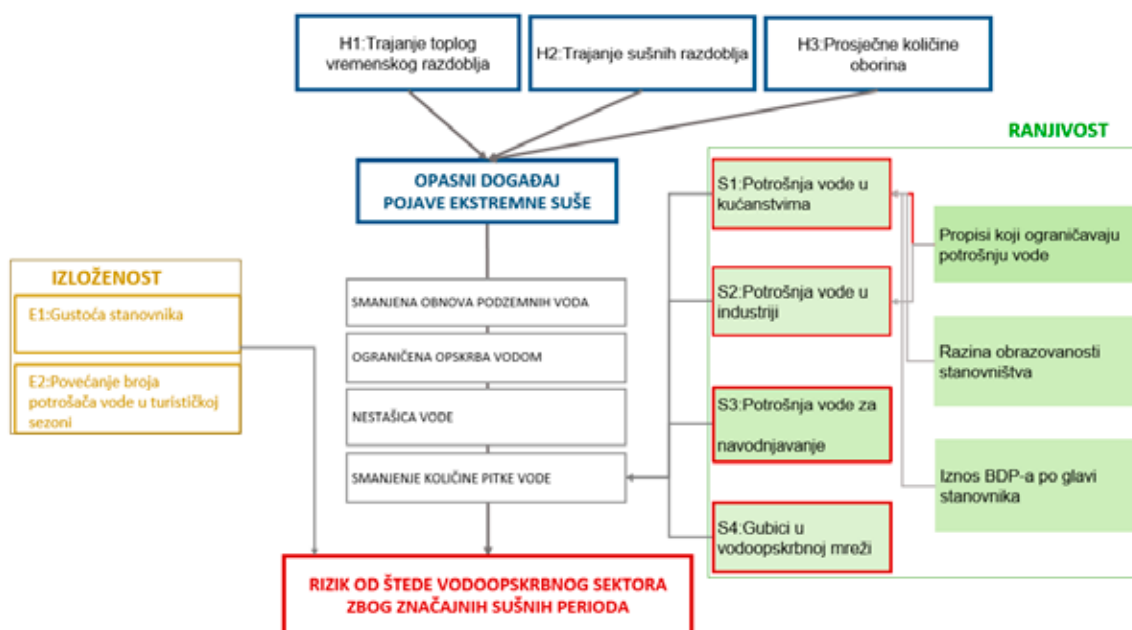 H1:Trajanje toplog
vremenskog razdoblja
H2:Trajanje sušnih razdoblja
H3:Prosječne količine
oborina
RANJIVOST
OPASNI DOGAĐAJ
POJAVE EKSTREMNE SUŠE
S1:Potrošnja vode u
kućanstvima
Propisi koji ograničavaju
potrošnju vode
IZLOŽENOST
E1:Gustoća stanovnika
E2:Povećanje broja
potrošača vode u turističkoj
sezoni
SMANJENA OBNOVA PODZEMNIH VODA
OGRANIČENA OPSKRBA VODOM
NESTAŠICA VODE
SMANJENJE KOLIČINE PITKE VODE
S2:Potrošnja vode u
industriji
Razina obrazovanosti
stanovništva
S3:Potrošnja vode za
navodnjavanje
Iznos BDP-a po glavi
stanovnika
S4:Gubici u
vodoopskrbnoj mreži
RIZIK OD ŠTEDE VODOOPSKRBNOG SEKTORA
ZBOG ZNAČAJNIH SUŠNIH PERIODA